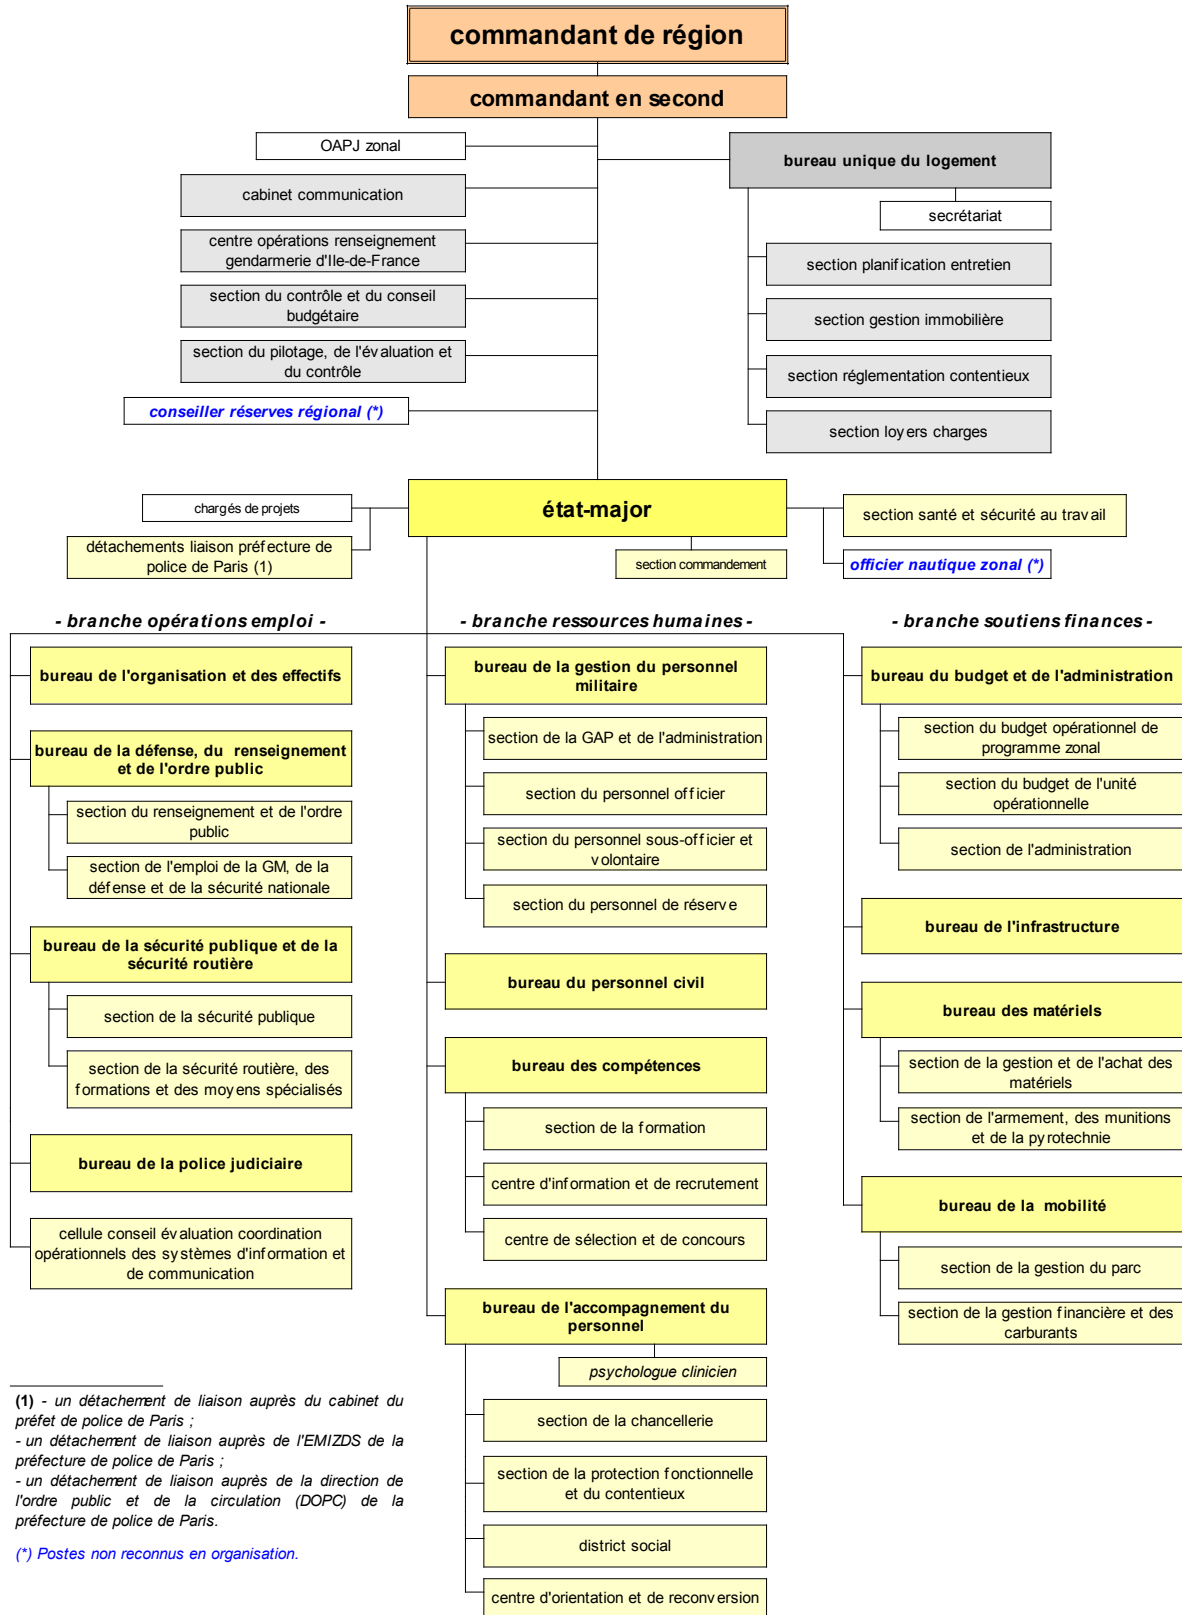 commandant de région
commandant en second
OAPJ zonal
cabinet communication
centre opérations renseignement
gendarmerie d'Ile-de-France
section du contrôle et du conseil
budgétaire
section du pilotage, de l'évaluation et
du contrôle
conseiller réserves régional (*)
bureau unique du logement
secrétariat
section planification entretien
section gestion immobilière
section réglementation contentieux
section loyers charges
état-major
chargés de projets
détachements liaison préfecture de
police de Paris (1)
section commandement
section santé et sécurité au travail
officier nautique zonal (*)
- branche opérations emploi -
bureau de l'organisation et des effectifs
bureau de la défense, du renseignement
et de l'ordre public
section du renseignement et de l'ordre
public
section de l'emploi de la GM, de la
défense et de la sécurité nationale
bureau de la sécurité publique et de la
sécurité routière
section de la sécurité publique
section de la sécurité routière, des
formations et des moyens spécialisés
bureau de la police judiciaire
cellule conseil évaluation coordination
opérationnels des systèmes d'information et
de communication
- branche ressources humaines -
bureau de la gestion du personnel
militaire
section de la GAP et de l'administration
section du personnel officier
section du personnel sous-officier et
volontaire
section du personnel de réserve
bureau du personnel civil
bureau des compétences
section de la formation
centre d'information et de recrutement
centre de sélection et de concours
bureau de l'accompagnement du
personnel
psychologue clinicien
section de la chancellerie
section de la protection fonctionnelle
et du contentieux
district social
centre d'orientation et de reconversion
- branche soutiens finances -
bureau du budget et de l'administration
section du budget opérationnel de
programme zonal
section du budget de l'unité
opérationnelle
section de l'administration
bureau de l'infrastructure
bureau des matériels
section de la gestion et de l'achat des
matériels
section de l'armement, des munitions
et de la pyrotechnie
bureau de la mobilité
section de la gestion du parc
section de la gestion financière et des
carburants
(1) - un détachement de liaison auprès du cabinet du
préfet de police de Paris ;
- un détachement de liaison auprès de l'EMIZDS de la
préfecture de police de Paris ;
- un détachement de liaison auprès de la direction de
l'ordre public et de la circulation (DOPC) de la
préfecture de police de Paris.
(*) Postes non reconnus en organisation.